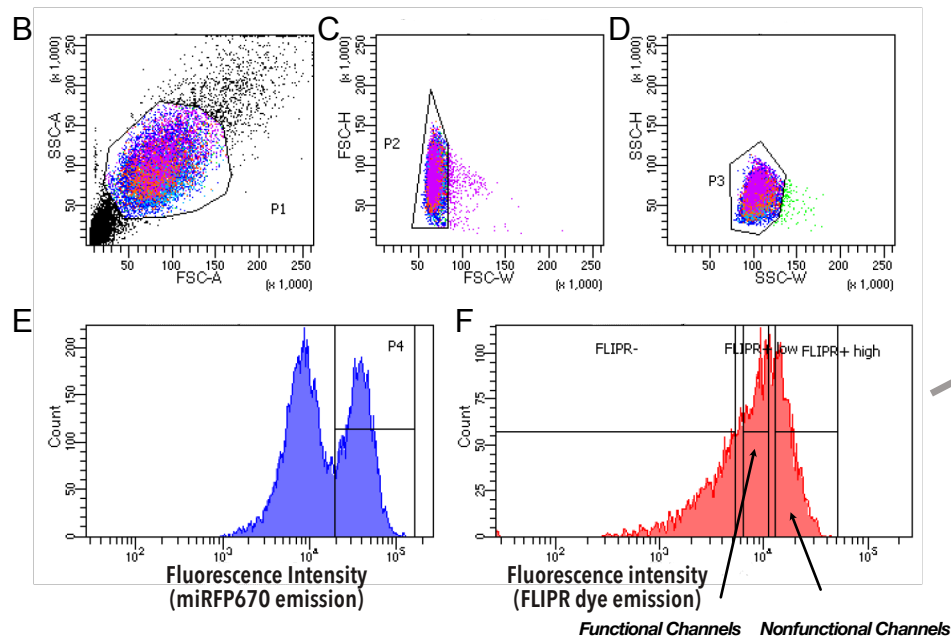 B
SSC-A
(x 1,000)
50 100 150 200 250
P1
50 100 150 200 250
FSC-A
(x 1,000)
C
FSC-H
(x 1,000)
50 100 150 200 250
P2
50 100 150 200 250
FSC-W
(x 1,000)
D
SSC-H
(x 1,000)
50 100 150 200 250
P3
50 100 150 200 250
SSC-W
(x 1,000)
E
Count
0 50 100 150 200
P4
10² 10³ 10⁴ 10⁵
Fluorescence Intensity
(miRFP670 emission)
F
Count
0 25 50 75 100
FLIPR-
FLIPR+ low
FLIPR+ high
10² 10³ 10⁴ 10⁵
Fluorescence intensity
(FLIPR dye emission)
Functional Channels
Nonfunctional Channels